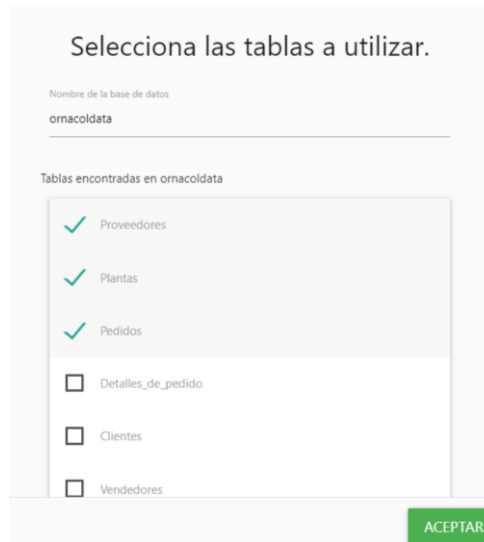 Selecciona las tablas a utilizar.
Nombre de la base de datos
ornacoldata
Tablas encontradas en ornacoldata
Proveedores
Plantas
Pedidos
Detalles_de_pedido
Clientes
Vendedores
ACEPTAR